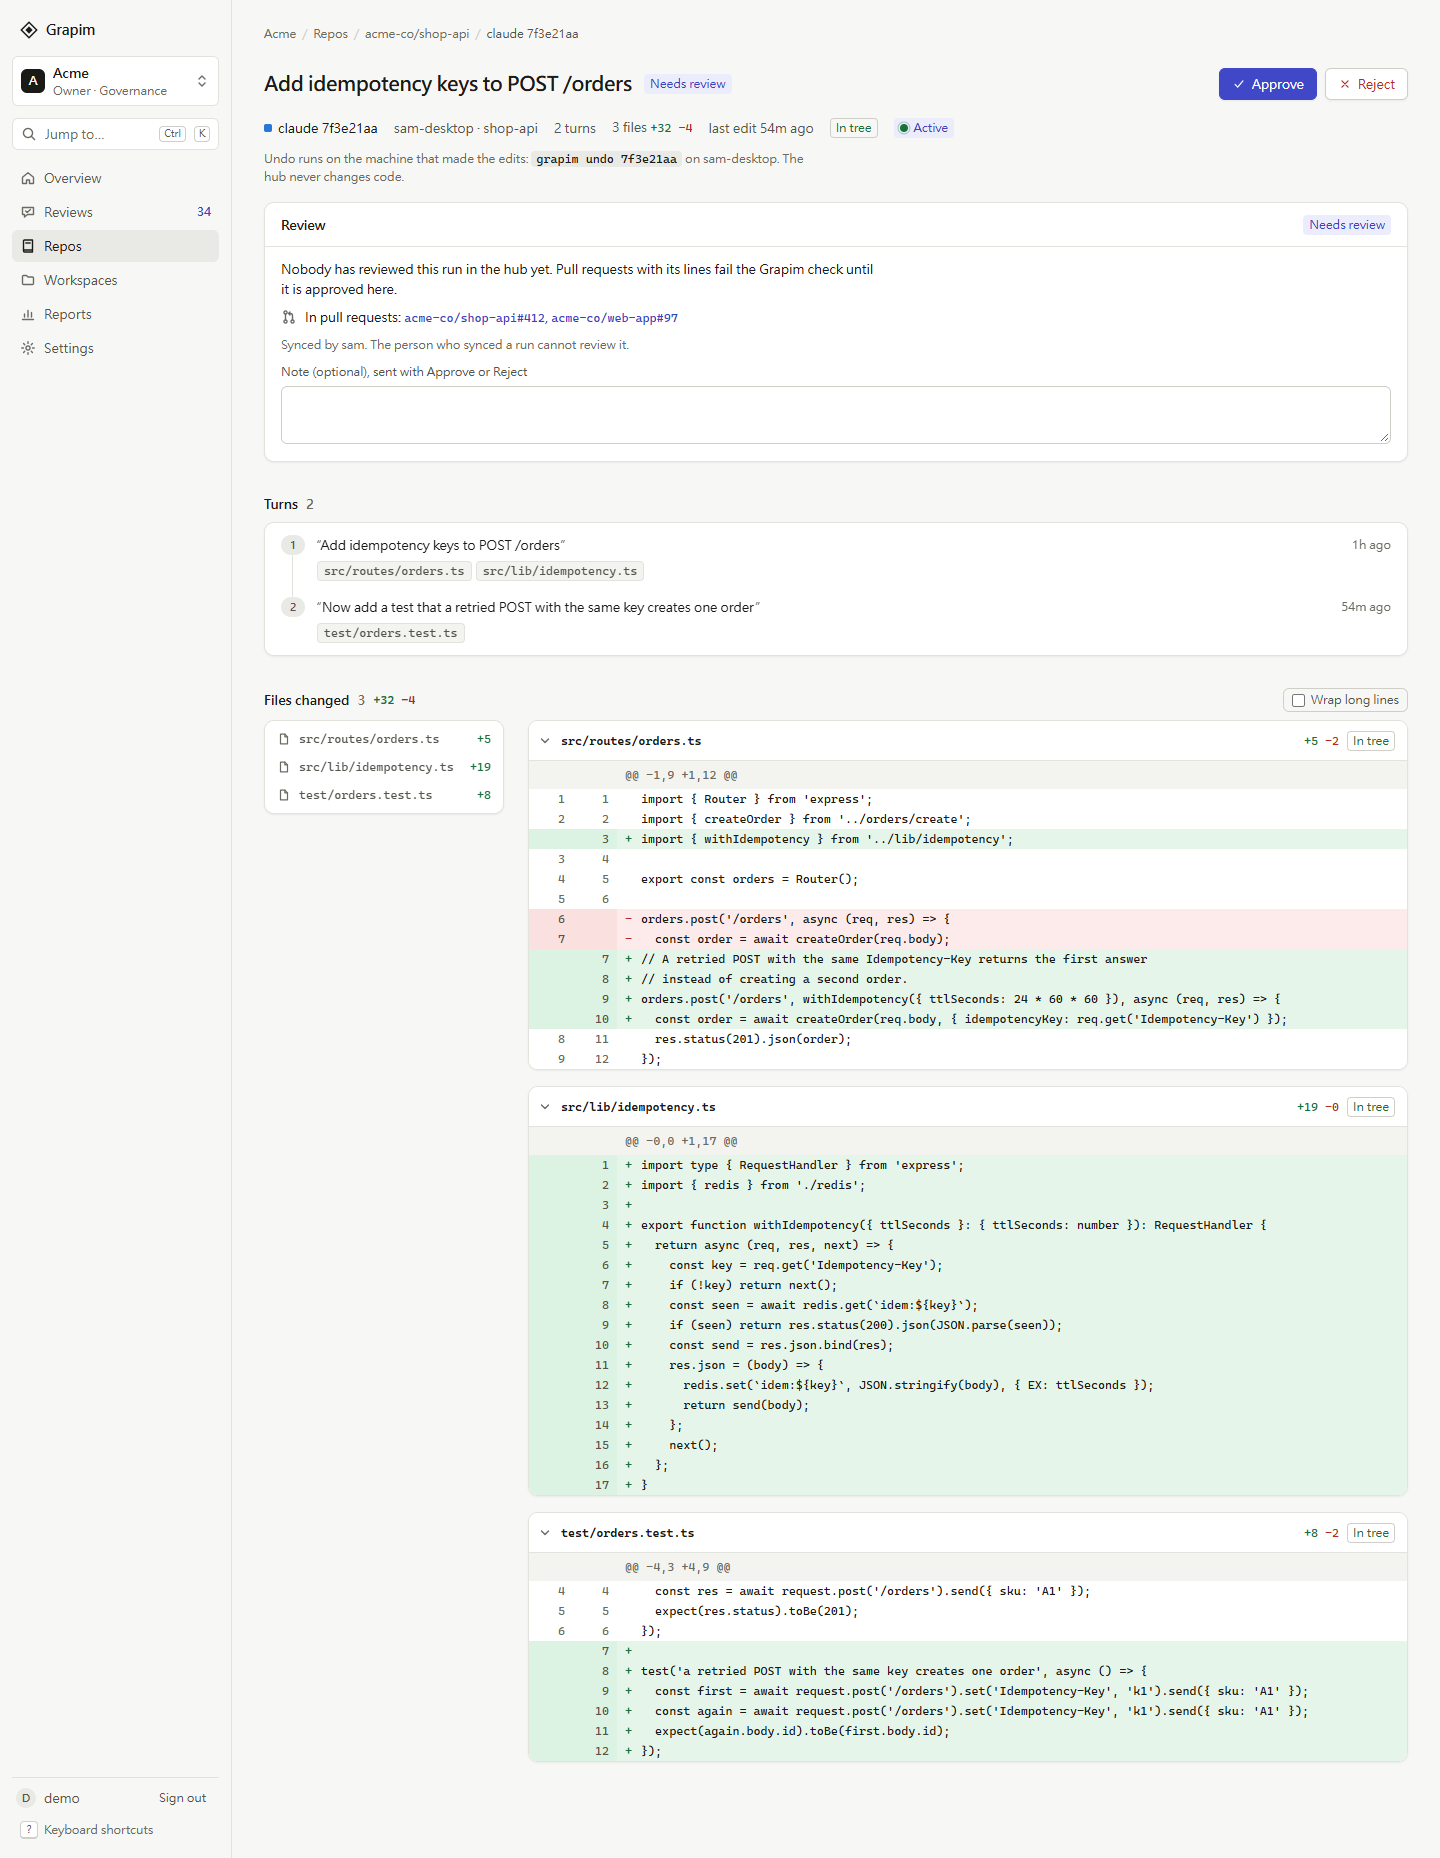 Grapim
A
Acme
Owner · Governance
Jump to...
Ctrl
K
Overview
Reviews
34
Repos
Workspaces
Reports
Settings
D
demo
Sign out
?
Keyboard shortcuts
Acme / Repos / acme-co/shop-api / claude 7f3e21aa
Add idempotency keys to POST /orders
Needs review
Approve
Reject
claude 7f3e21aa sam-desktop · shop-api 2 turns 3 files +32 −4 last edit 54m ago In tree Active
Undo runs on the machine that made the edits: grapim undo 7f3e21aa on sam-desktop. The
hub never changes code.
Review
Needs review
Nobody has reviewed this run in the hub yet. Pull requests with its lines fail the Grapim check until
it is approved here.
In pull requests: acme-co/shop-api#412, acme-co/web-app#97
Synced by sam. The person who synced a run cannot review it.
Note (optional), sent with Approve or Reject
Turns 2
1 “Add idempotency keys to POST /orders” 1h ago
src/routes/orders.ts src/lib/idempotency.ts
2 “Now add a test that a retried POST with the same key creates one order” 54m ago
test/orders.test.ts
Files changed 3 +32 −4
Wrap long lines
src/routes/orders.ts +5
src/lib/idempotency.ts +19
test/orders.test.ts +8
src/routes/orders.ts +5 −2 In tree
@@ -1,9 +1,12 @@
1 1 import { Router } from 'express';
2 2 import { createOrder } from '../orders/create';
3 + import { withIdempotency } from '../lib/idempotency';
3 4
4 5 export const orders = Router();
5 6
6 − orders.post('/orders', async (req, res) => {
7 − const order = await createOrder(req.body);
7 + // A retried POST with the same Idempotency-Key returns the first answer
8 + // instead of creating a second order.
9 + orders.post('/orders', withIdempotency({ ttlSeconds: 24 * 60 * 60 }), async (req, res) => {
10 + const order = await createOrder(req.body, { idempotencyKey: req.get('Idempotency-Key') });
8 11 res.status(201).json(order);
9 12 });
src/lib/idempotency.ts +19 −0 In tree
@@ -0,0 +1,17 @@
1 + import type { RequestHandler } from 'express';
2 + import { redis } from './redis';
3 +
4 + export function withIdempotency({ ttlSeconds }: { ttlSeconds: number }): RequestHandler {
5 + return async (req, res, next) => {
6 + const key = req.get('Idempotency-Key');
7 + if (!key) return next();
8 + const seen = await redis.get(`idem:${key}`);
9 + if (seen) return res.status(200).json(JSON.parse(seen));
10 + const send = res.json.bind(res);
11 + res.json = (body) => {
12 + redis.set(`idem:${key}`, JSON.stringify(body), { EX: ttlSeconds });
13 + return send(body);
14 + };
15 + next();
16 + };
17 + }
test/orders.test.ts +8 −2 In tree
@@ -4,3 +4,9 @@
4 4 const res = await request.post('/orders').send({ sku: 'A1' });
5 5 expect(res.status).toBe(201);
6 6 });
7 +
8 + test('a retried POST with the same key creates one order', async () => {
9 + const first = await request.post('/orders').set('Idempotency-Key', 'k1').send({ sku: 'A1' });
10 + const again = await request.post('/orders').set('Idempotency-Key', 'k1').send({ sku: 'A1' });
11 + expect(again.body.id).toBe(first.body.id);
12 + });